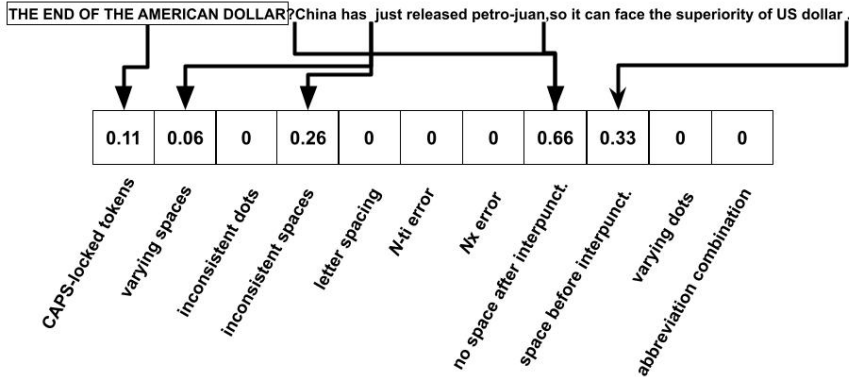 THE END OF THE AMERICAN DOLLAR?China has  just released petro-juan,so it can face the superiority of US dollar .
0.11 0.06 0 0.26 0 0 0 0.66 0.33 0 0
CAPS-locked tokens
varying spaces
inconsistent dots
inconsistent spaces
letter spacing
N-ti error
Nx error
no space after interpunct.
space before interpunct.
varying dots
abbreviation combination